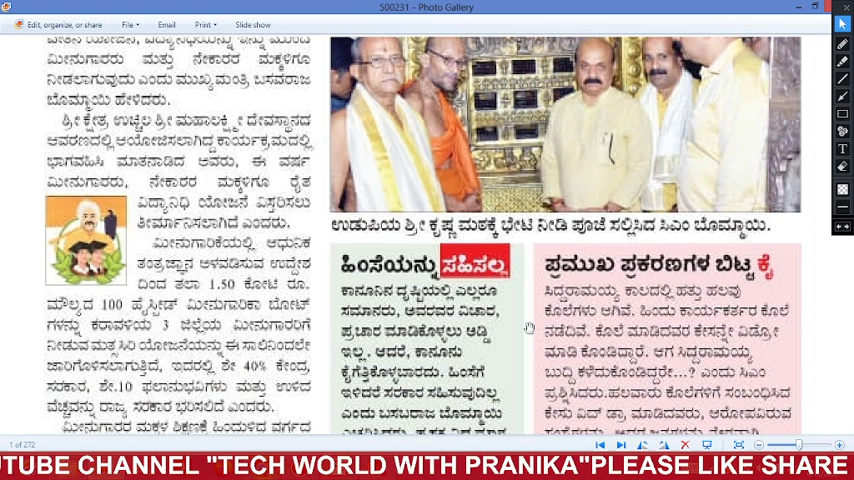 500231 - Photo Gallery
Edit, organize, or share
File
Email
Print
Slide show
ಮೀನುಗಾರರು ಮತ್ತು ನೇಕಾರರ ಮಕ್ಕಳಿಗೂ
ನೀಡಲಾಗುವುದು ಎಂದು ಮುಖ್ಯಮಂತ್ರಿ ಬಸವರಾಜ
ಬೊಮ್ಮಾಯಿ ಹೇಳಿದರು.
ಶ್ರೀ ಕ್ಷೇತ್ರ ಉಚ್ಚಿಲ ಶ್ರೀ ಮಹಾಲಕ್ಷ್ಮೀ ದೇವಸ್ಥಾನದ
ಆವರಣದಲ್ಲಿ ಆಯೋಜಿಸಲಾಗಿದ್ದ ಕಾರ್ಯಕ್ರಮದಲ್ಲಿ
ಭಾಗವಹಿಸಿ ಮಾತನಾಡಿದ ಅವರು, ಈ ವರ್ಷ
ಮೀನುಗಾರರು, ನೇಕಾರರ ಮಕ್ಕಳಿಗೂ ರೈತ
ವಿದ್ಯಾನಿಧಿ ಯೋಜನೆ ವಿಸ್ತರಿಸಲು
ತೀರ್ಮಾನಿಸಲಾಗಿದೆ ಎಂದರು.
ಮೀನುಗಾರಿಕೆಯಲ್ಲಿ ಆಧುನಿಕ
ತಂತ್ರಜ್ಞಾನ ಅಳವಡಿಸುವ ಉದ್ದೇಶ
ದಿಂದ ತಲಾ 1.50 ಕೋಟಿ ರೂ.
ಮೌಲ್ಯದ 100 ಹೈಸ್ಪೀಡ್ ಮೀನುಗಾರಿಕಾ ಬೋಟ್
ಗಳನ್ನು ಕರಾವಳಿಯ 3 ಜಿಲ್ಲೆಯ ಮೀನುಗಾರರಿಗೆ
ನೀಡುವ ಮತ್ಸ್ಯಸಿರಿ ಯೋಜನೆಯನ್ನು ಈ ಸಾಲಿನಿಂದಲೇ
ಜಾರಿಗೊಳಿಸಲಾಗುತ್ತಿದೆ, ಇದರಲ್ಲಿ ಶೇ 40% ಕೇಂದ್ರ
ಸರಕಾರ, ಶೇ.10 ಫಲಾನುಭವಿಗಳು ಮತ್ತು ಉಳಿದ
ವೆಚ್ಚವನ್ನು ರಾಜ್ಯ ಸರಕಾರ ಭರಿಸಲಿದೆ ಎಂದರು.
ಮೀನುಗಾರರ ಮಕ್ಕಳ ಶಿಕ್ಷಣಕ್ಕೆ ಹಿಂದುಳಿದ ವರ್ಗದ
ಉಡುಪಿಯ ಶ್ರೀ ಕೃಷ್ಣ ಮಠಕ್ಕೆ ಭೇಟಿ ನೀಡಿ ಪೂಜೆ ಸಲ್ಲಿಸಿದ ಸಿಎಂ ಬೊಮ್ಮಾಯಿ.
ಹಿಂಸೆಯನ್ನು ಸಹಿಸಲ್ಲ
ಕಾನೂನಿನ ದೃಷ್ಟಿಯಲ್ಲಿ ಎಲ್ಲರೂ
ಸಮಾನರು, ಅವರವರ ವಿಚಾರ,
ಪ್ರಚಾರ ಮಾಡಿಕೊಳ್ಳಲು ಅಡ್ಡಿ
ಇಲ್ಲ. ಆದರೆ, ಕಾನೂನು
ಕೈಗೆತ್ತಿಕೊಳ್ಳಬಾರದು. ಹಿಂಸೆಗೆ
ಇಳಿದರೆ ಸರಕಾರ ಸಹಿಸುವುದಿಲ್ಲ
ಎಂದು ಬಸಬರಾಜ ಬೊಮ್ಮಾಯಿ
ಪ್ರಮುಖ ಪ್ರಕರಣಗಳ ಬಿಟ್ಟ ಕೈ
ಸಿದ್ದರಾಮಯ್ಯ ಕಾಲದಲ್ಲಿ ಹತ್ತು ಹಲವು
ಕೊಲೆಗಳು ಆಗಿವೆ. ಹಿಂದು ಕಾರ್ಯಕರ್ತರ ಕೊಲೆ
ನಡೆದಿವೆ. ಕೊಲೆ ಮಾಡಿದವರ ಕೇಸನ್ನೇ ವಿಡ್ರೋ
ಮಾಡಿ ಕೊಂಡಿದ್ದಾರೆ. ಆಗ ಸಿದ್ದರಾಮಯ್ಯ
ಬುದ್ದಿ ಕಳೆದುಕೊಂಡಿದ್ದರೇ...? ಎಂದು ಸಿಎಂ
ಪ್ರಶ್ನಿಸಿದರು.ಹಲವಾರು ಕೊಲೆಗಳಿಗೆ ಸಂಬಂಧಿಸಿದ
ಕೇಸು ವಿದ್ ಡ್ರಾ ಮಾಡಿದವರು, ಆರೋಪವಿರುವ
1 of 272
UTUBE CHANNEL "TECH WORLD WITH PRANIKA"PLEASE LIKE SHARE